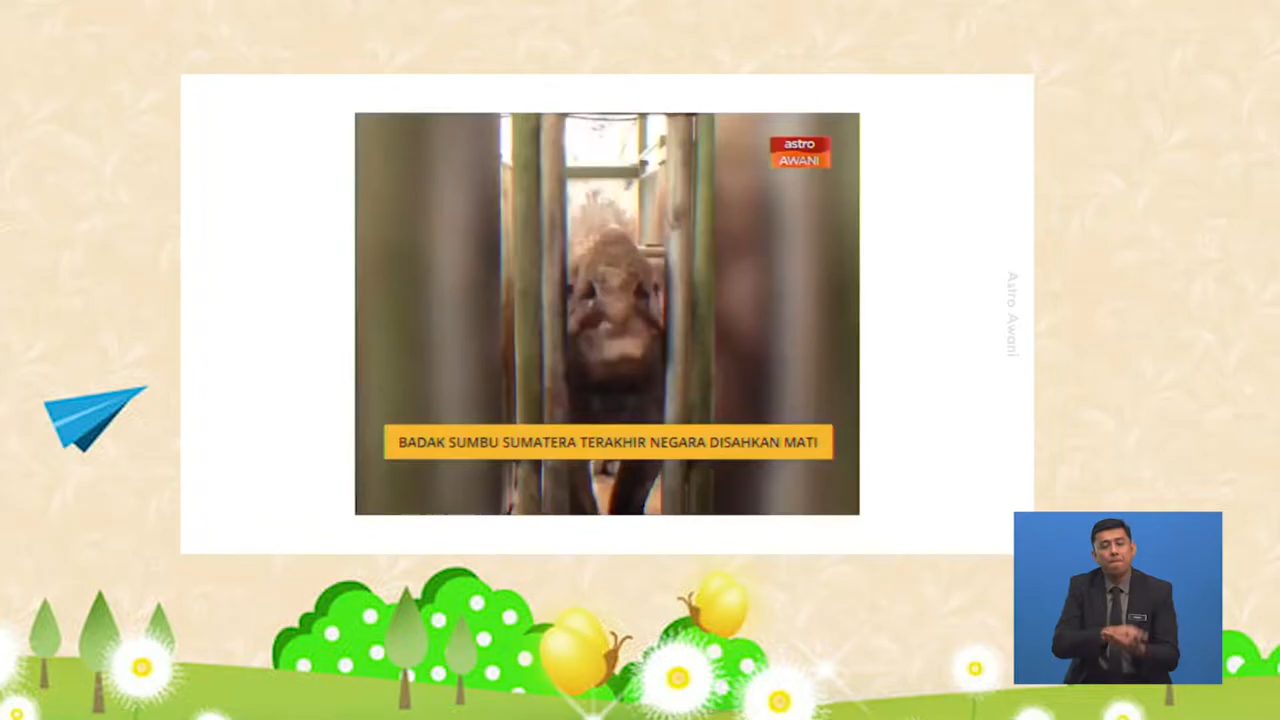 astro
AWANI
Astro Awani
BADAK SUMBU SUMATERA TERAKHIR NEGARA DISAHKAN MATI